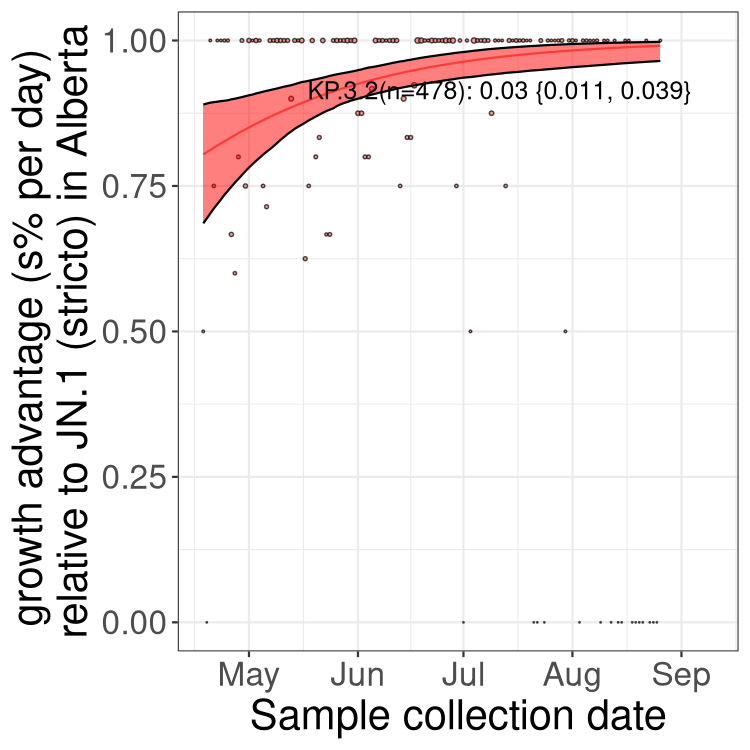 growth advantage (s% per day)
relative to JN.1 (stricto) in Alberta
1.00
0.75
0.50
0.25
0.00
KP.3.2(n=478): 0.03 {0.011, 0.039}
May Jun Jul Aug Sep
Sample collection date